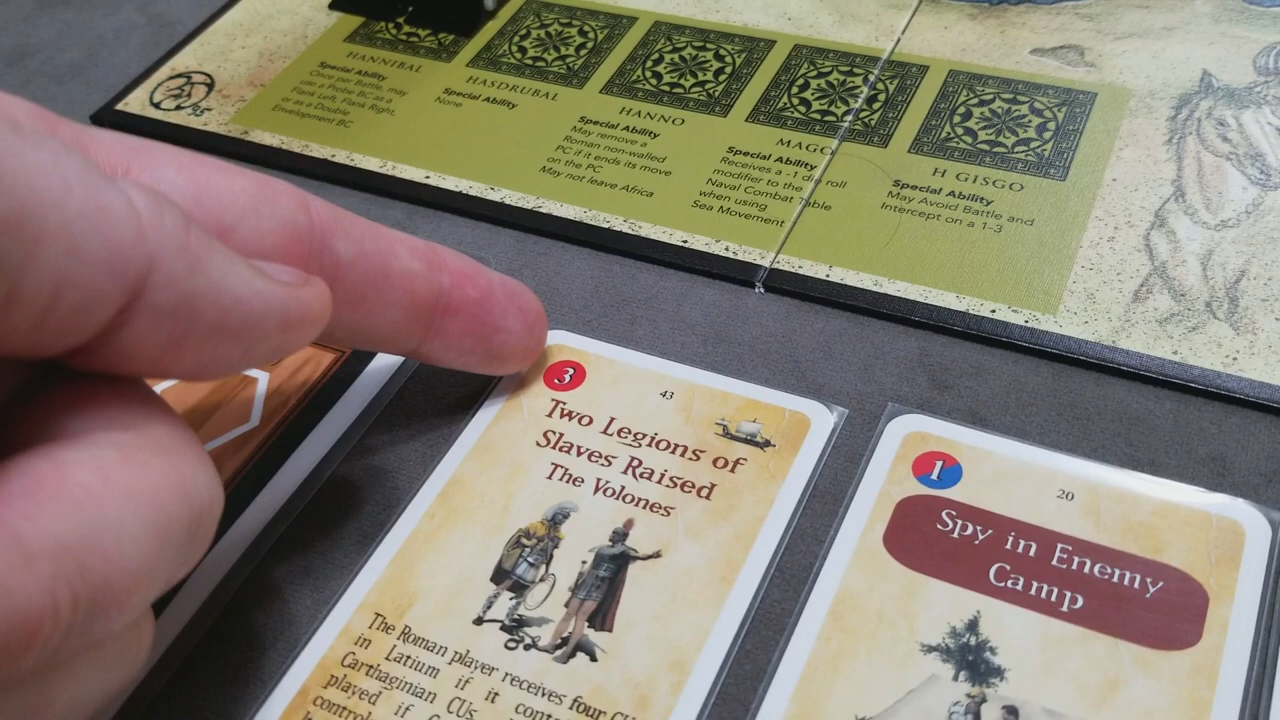 HANNIBAL
Special Ability
Once per Battle, may
use a Probe BC as a
Flank Left, Flank Right,
or as a Double
Envelopment BC
HASDRUBAL
Special Ability
None
HANNO
Special Ability
May remove a
Roman non-walled
PC if it ends its move
on the PC
May not leave Africa
MAGO
Special Ability
Receives a -1 die roll
modifier to the
Naval Combat Table
when using
Sea Movement
H GISGO
Special Ability
May Avoid Battle and
Intercept on a 1-3
95
3
43
Two Legions of
Slaves Raised
The Volones
The Roman player receives four
in Latium if it
Carthaginian CUs
played if
1
20
Spy in Enemy
Camp